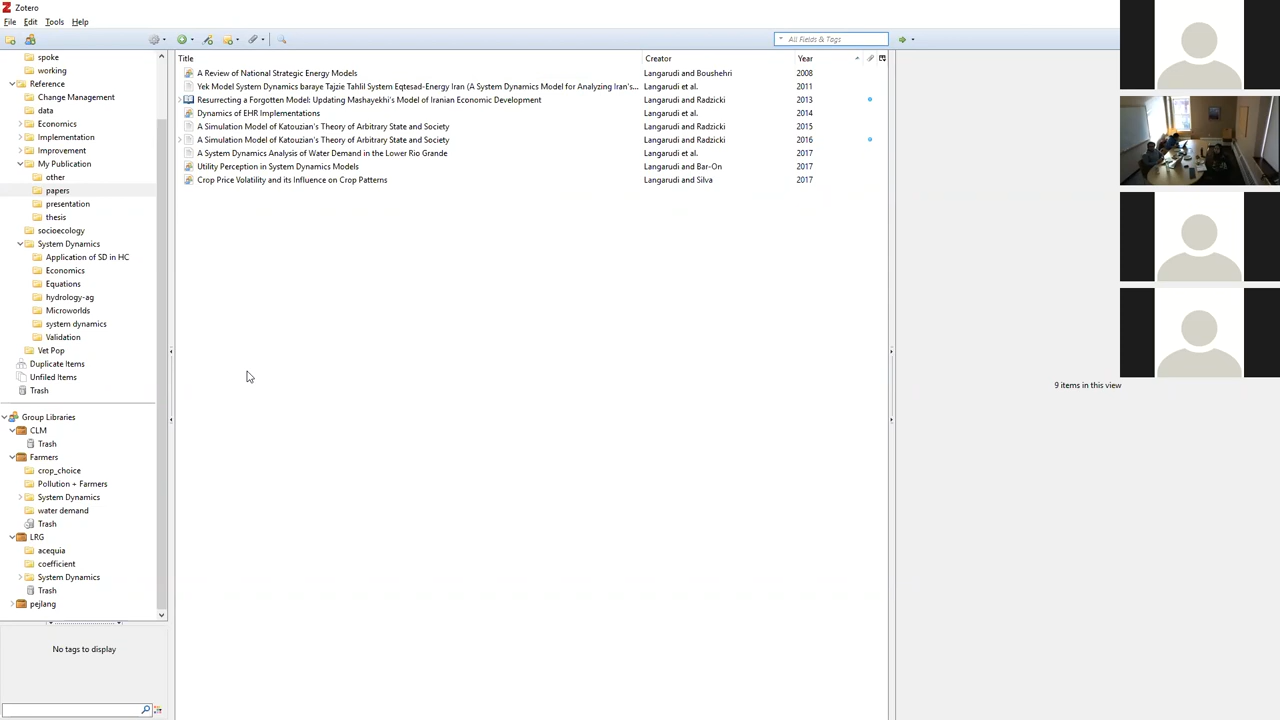 Zotero
File Edit Tools Help
All Fields & Tags
spoke
working
Reference
Change Management
data
Economics
Implementation
Improvement
My Publication
other
papers
presentation
thesis
socioecology
System Dynamics
Application of SD in HC
Economics
Equations
hydrology-ag
Microworlds
system dynamics
Validation
Vet Pop
Duplicate Items
Unfiled Items
Trash
Group Libraries
CLM
Trash
Farmers
crop_choice
Pollution + Farmers
System Dynamics
water demand
Trash
LRG
acequia
coefficient
System Dynamics
Trash
pejlang
No tags to display
Title Creator Year
A Review of National Strategic Energy Models Langarudi and Boushehri 2008
Yek Model System Dynamics baraye Tajzie Tahlil System Eqtesad-Energy Iran (A System Dynamics Model for Analyzing Iran's... Langarudi et al. 2011
Resurrecting a Forgotten Model: Updating Mashayekhi's Model of Iranian Economic Development Langarudi and Radzicki 2013
Dynamics of EHR Implementations Langarudi et al. 2014
A Simulation Model of Katouzian's Theory of Arbitrary State and Society Langarudi and Radzicki 2015
A Simulation Model of Katouzian's Theory of Arbitrary State and Society Langarudi and Radzicki 2016
A System Dynamics Analysis of Water Demand in the Lower Rio Grande Langarudi et al. 2017
Utility Perception in System Dynamics Models Langarudi and Bar-On 2017
Crop Price Volatility and its Influence on Crop Patterns Langarudi and Silva 2017
9 items in this view